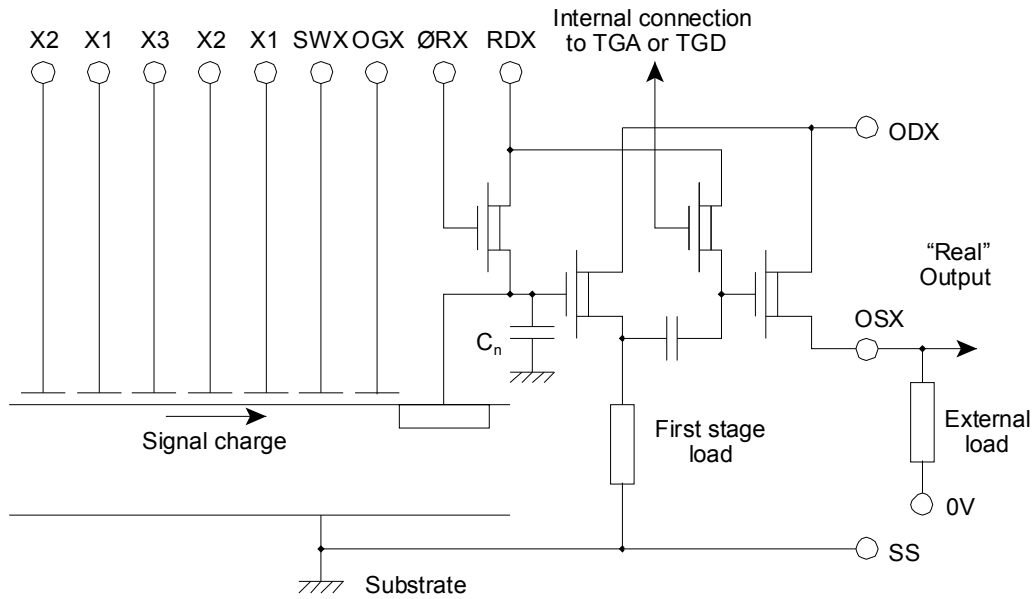 Internal connection
to TGA or TGD
X2 X1 X3 X2 X1 SWX OGX ØRX RDX
ODX
“Real”
Output
OSX
Cn
Signal charge
First stage
load
External
load
0V
SS
Substrate